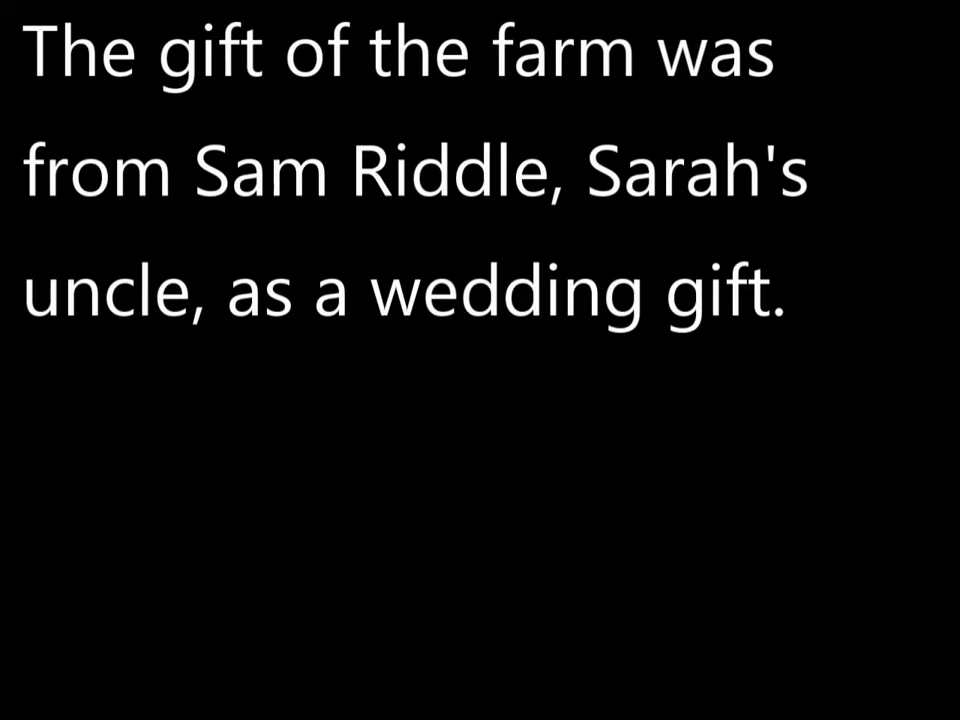 The gift of the farm was
from Sam Riddle, Sarah's
uncle, as a wedding gift.